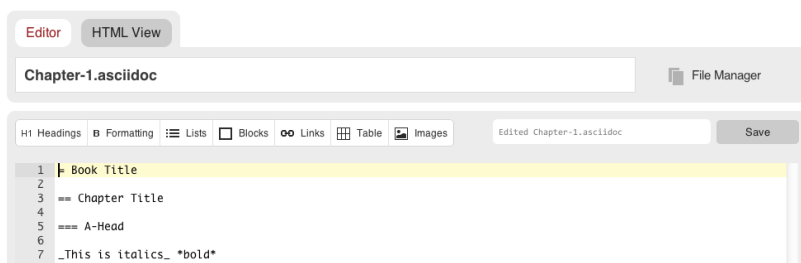 Editor HTML View
Chapter-1.asciidoc File Manager
H1 Headings B Formatting Lists Blocks Links Table Images Edited Chapter-1.asciidoc Save
1 = Book Title
2
3 == Chapter Title
4
5 === A-Head
6
7 _This is italics_ *bold*